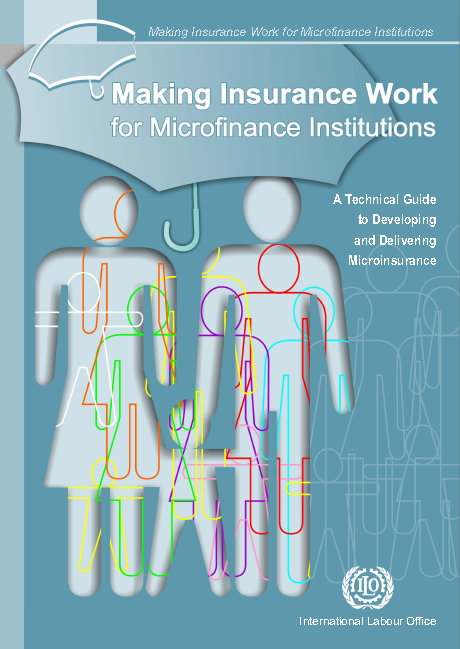 Making Insurance Work for Microfinance Institutions
Making Insurance Work
for Microfinance Institutions
A Technical Guide
to Developing
and Delivering
Microinsurance
ILO
International Labour Office